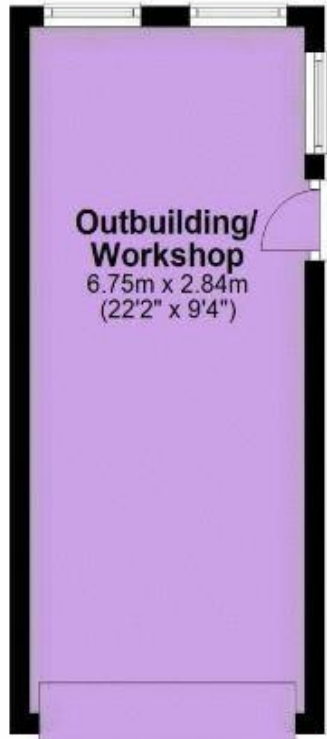 Outbuilding/
Workshop
6.75m x 2.84m
(22'2" x 9'4")